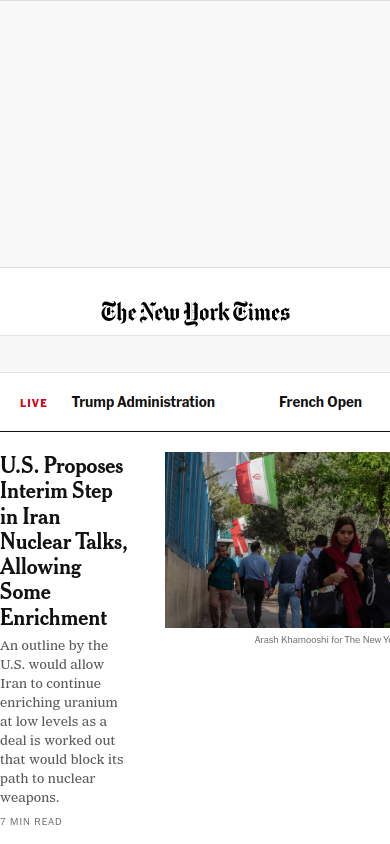 The New York Times
LIVE
Trump Administration
French Open
U.S. Proposes
Interim Step
in Iran
Nuclear Talks,
Allowing
Some
Enrichment
An outline by the
U.S. would allow
Iran to continue
enriching uranium
at low levels as a
deal is worked out
that would block its
path to nuclear
weapons.
7 MIN READ
Arash Khamooshi for The New Yo